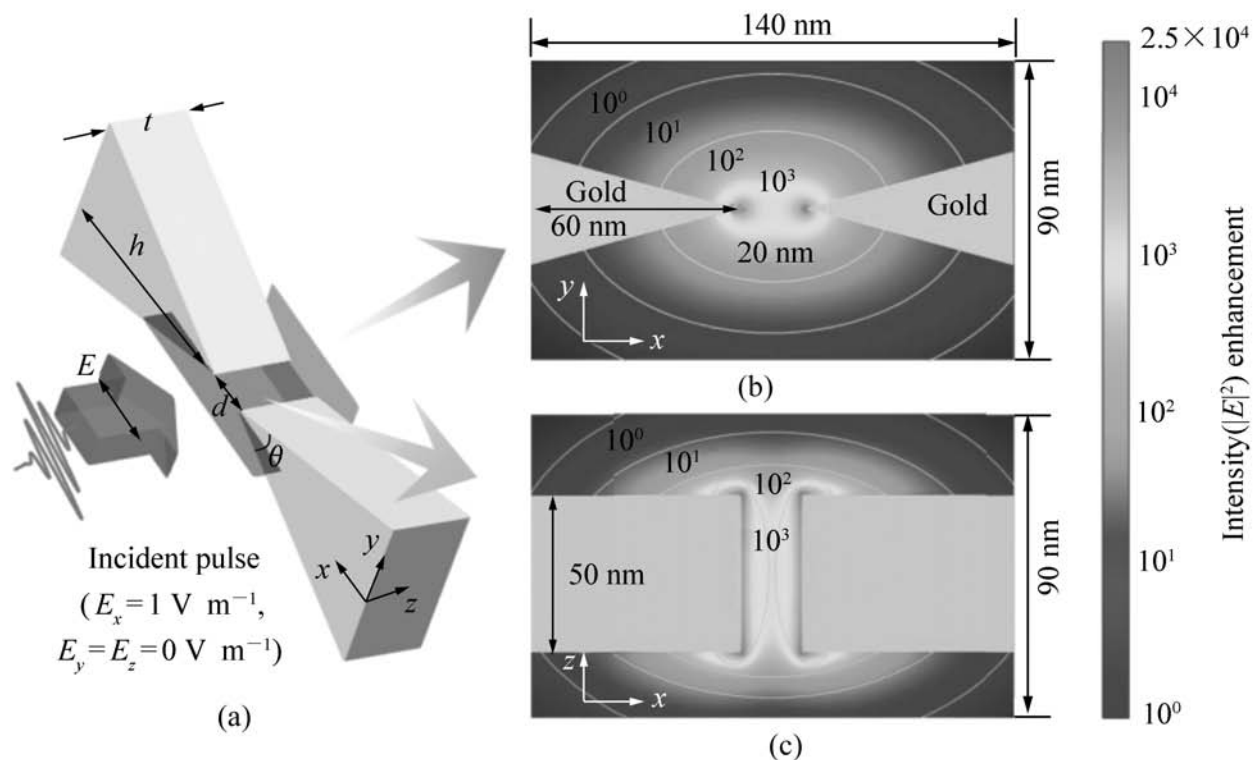 t
h
E
d
θ
x
y
z
Incident pulse
(Eₓ=1 V m⁻¹,
E_y=E_z=0 V m⁻¹)
(a)
140 nm
10⁰
10¹
10²
10³
Gold
60 nm
20 nm
Gold
90 nm
y
x
(b)
10⁰
10¹
10²
10³
50 nm
90 nm
z
x
(c)
2.5×10⁴
10⁴
10³
10²
10¹
10⁰
Intensity(|E|²) enhancement